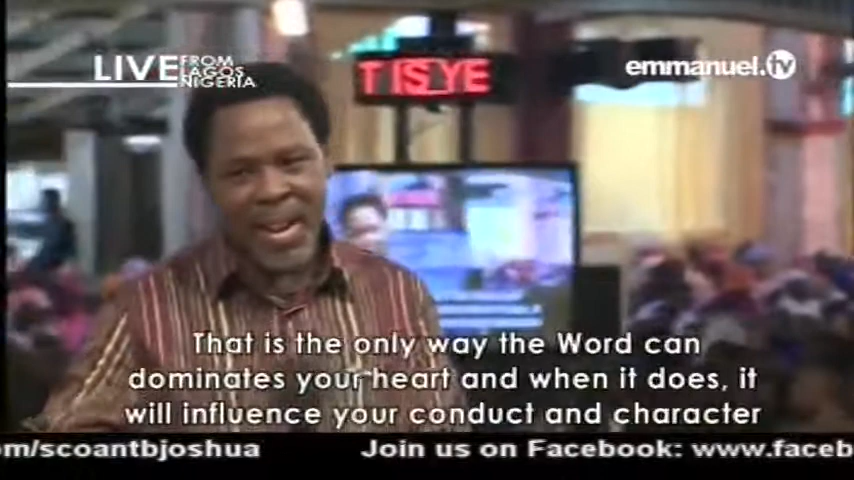 LIVE FROM LAGOS NIGERIA
T IS YE
emmanuel.tv
That is the only way the Word can
dominates your heart and when it does, it
will influence your conduct and character
m/scoantbjoshua Join us on Facebook: www.faceb